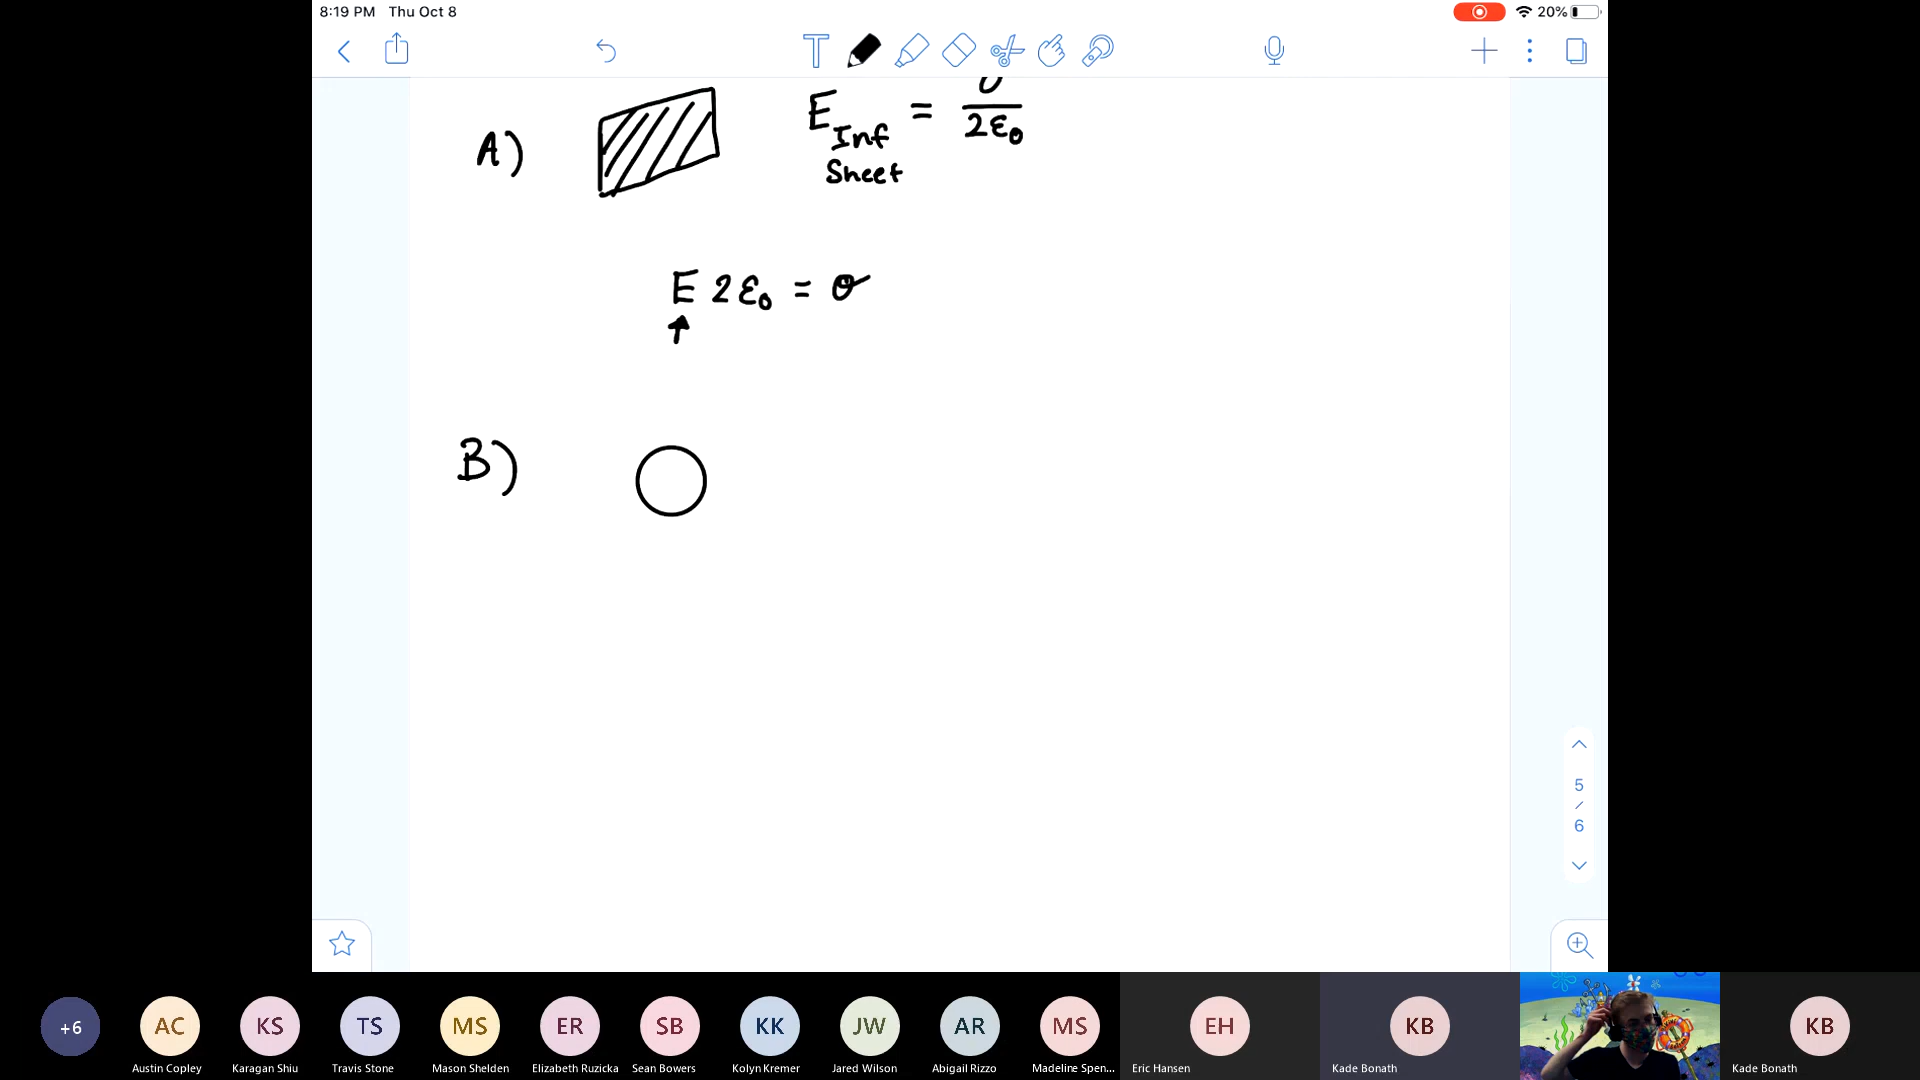 8:19 PM Thu Oct 8
20%
T
A)
E Inf Sheet = σ / 2ε₀
E 2ε₀ = σ
B)
5
/
6
+6
AC
KS
TS
MS
ER
SB
KK
JW
AR
MS
EH
KB
KB
Austin Copley
Karagan Shiu
Travis Stone
Mason Shelden
Elizabeth Ruzicka
Sean Bowers
Kolyn Kremer
Jared Wilson
Abigail Rizzo
Madeline Spen...
Eric Hansen
Kade Bonath
Kade Bonath